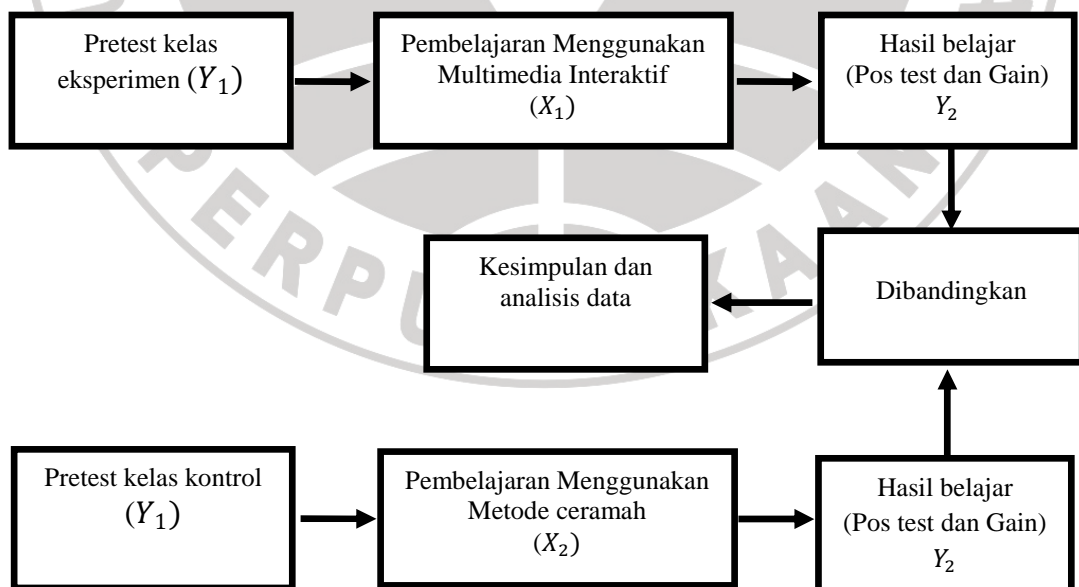 Pretest kelas
eksperimen (Y₁)
Pembelajaran Menggunakan
Multimedia Interaktif
(X₁)
Hasil belajar
(Pos test dan Gain)
Y₂
Kesimpulan dan
analisis data
Dibandingkan
Pretest kelas kontrol
(Y₁)
Pembelajaran Menggunakan
Metode ceramah
(X₂)
Hasil belajar
(Pos test dan Gain)
Y₂